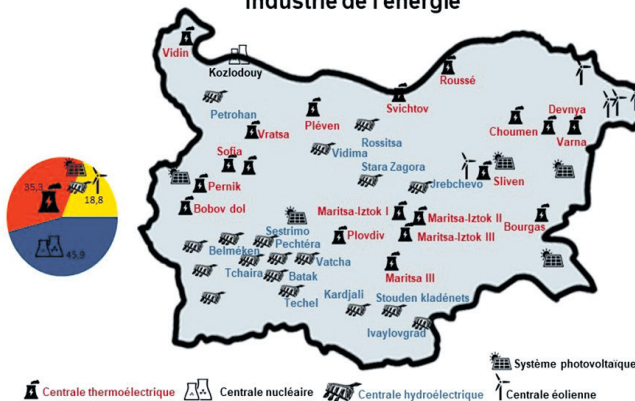 Industrie de l'énergie
Vidin
Kozlodouy
Roussé
Petrohan
Svichtov
Devnya
Pléven
Choumen
Varna
Vratsa
Rossitsa
Vidima
Sofia
Stara Zagora
Jrebchevo
Sliven
Pernik
Bobov dol
Maritsa-Iztok I
Maritsa-Iztok II
Bourgas
Sestrimo
Maritsa-Iztok III
Plovdiv
Pechtéra
Belméken
Vatcha
Tchaira
Batak
Maritsa III
Techel
Kardjali
Stouden kladénets
Ivaylovgrad
35,3
18,8
45,9
Système photovoltaïque
Centrale thermoélectrique
Centrale nucléaire
Centrale hydroélectrique
Centrale éolienne